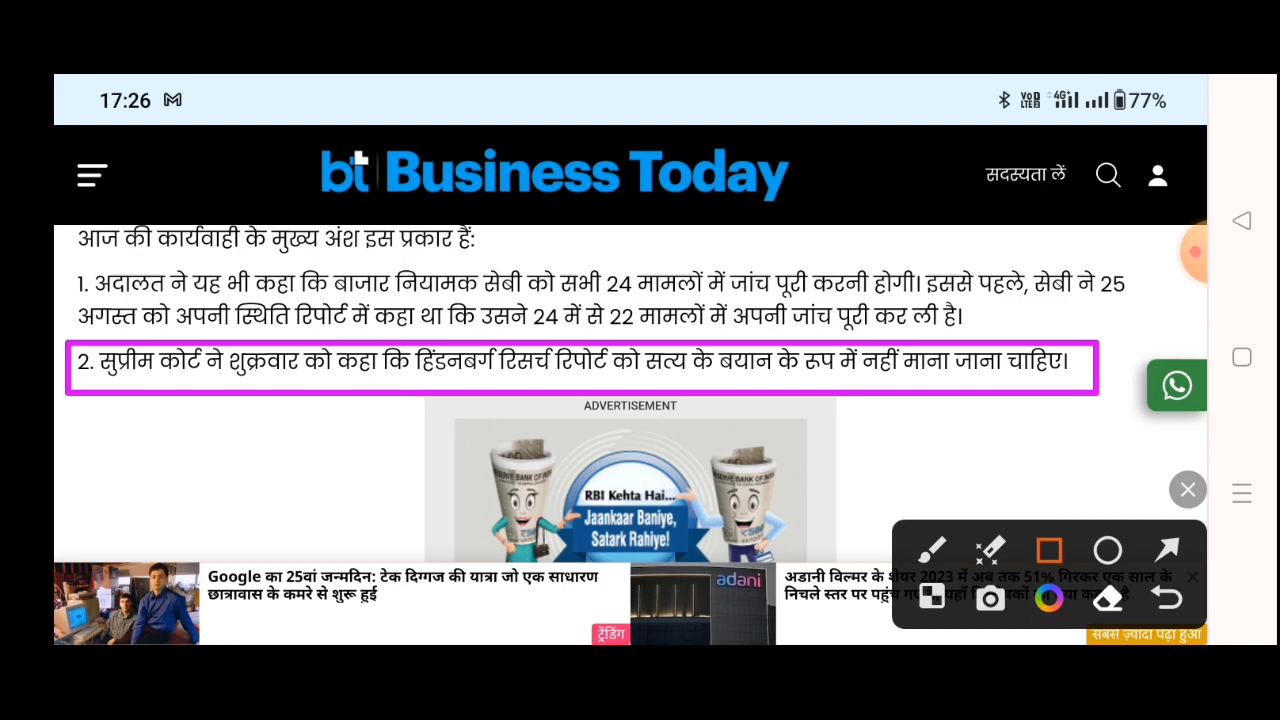 17:26
VoD LTE2 4G+ 77%
bt Business Today
सदस्यता लें
आज की कार्यवाही के मुख्य अंश इस प्रकार हैं:
1. अदालत ने यह भी कहा कि बाजार नियामक सेबी को सभी 24 मामलों में जांच पूरी करनी होगी। इससे पहले, सेबी ने 25
अगस्त को अपनी स्थिति रिपोर्ट में कहा था कि उसने 24 में से 22 मामलों में अपनी जांच पूरी कर ली है।
2. सुप्रीम कोर्ट ने शुक्रवार को कहा कि हिंडनबर्ग रिसर्च रिपोर्ट को सत्य के बयान के रूप में नहीं माना जाना चाहिए।
ADVERTISEMENT
RBI Kehta Hai...
Jaankaar Baniye,
Satark Rahiye!
Google का 25वां जन्मदिन: टेक दिग्गज की यात्रा जो एक साधारण
छात्रावास के कमरे से शुरू हुई
ट्रेंडिंग
adani
अडानी विल्मर के शेयर 2023 में अब तक 51% गिरकर एक साल के
निचले स्तर पर
सबसे ज़्यादा पढ़ा हुआ